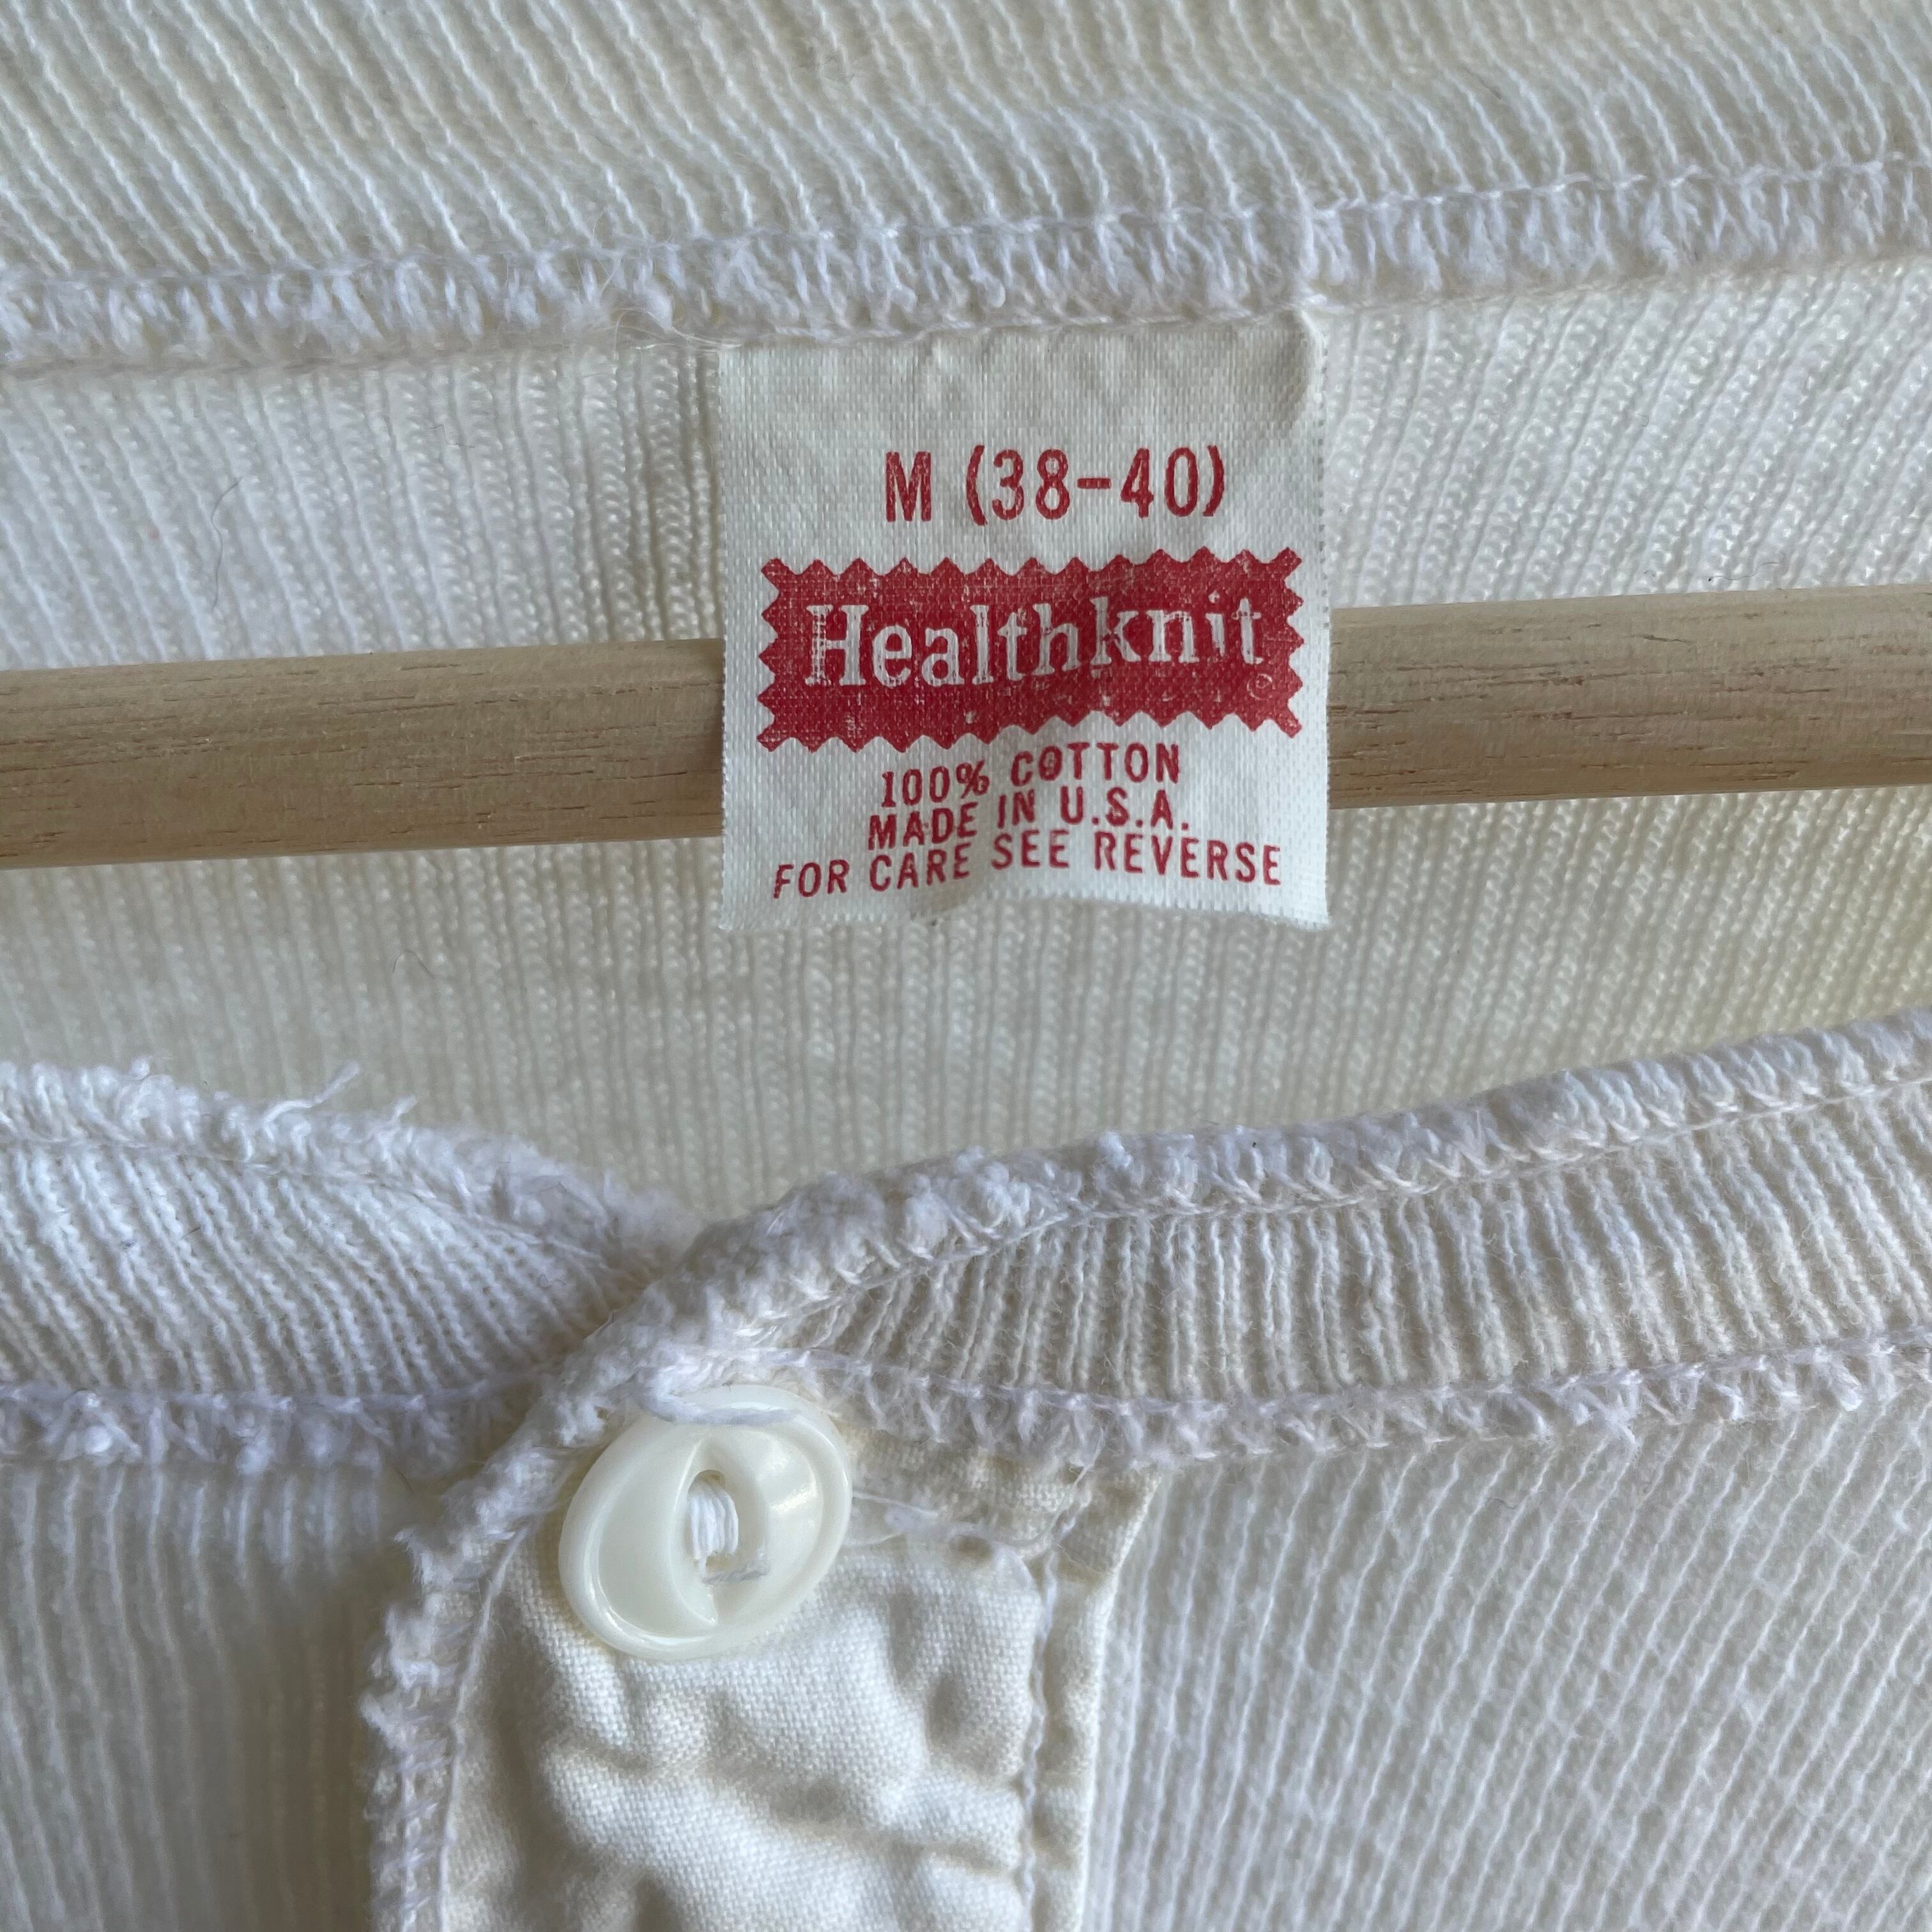 M (38-40)
Healthknit
100% COTTON
MADE IN U.S.A.
FOR CARE SEE REVERSE